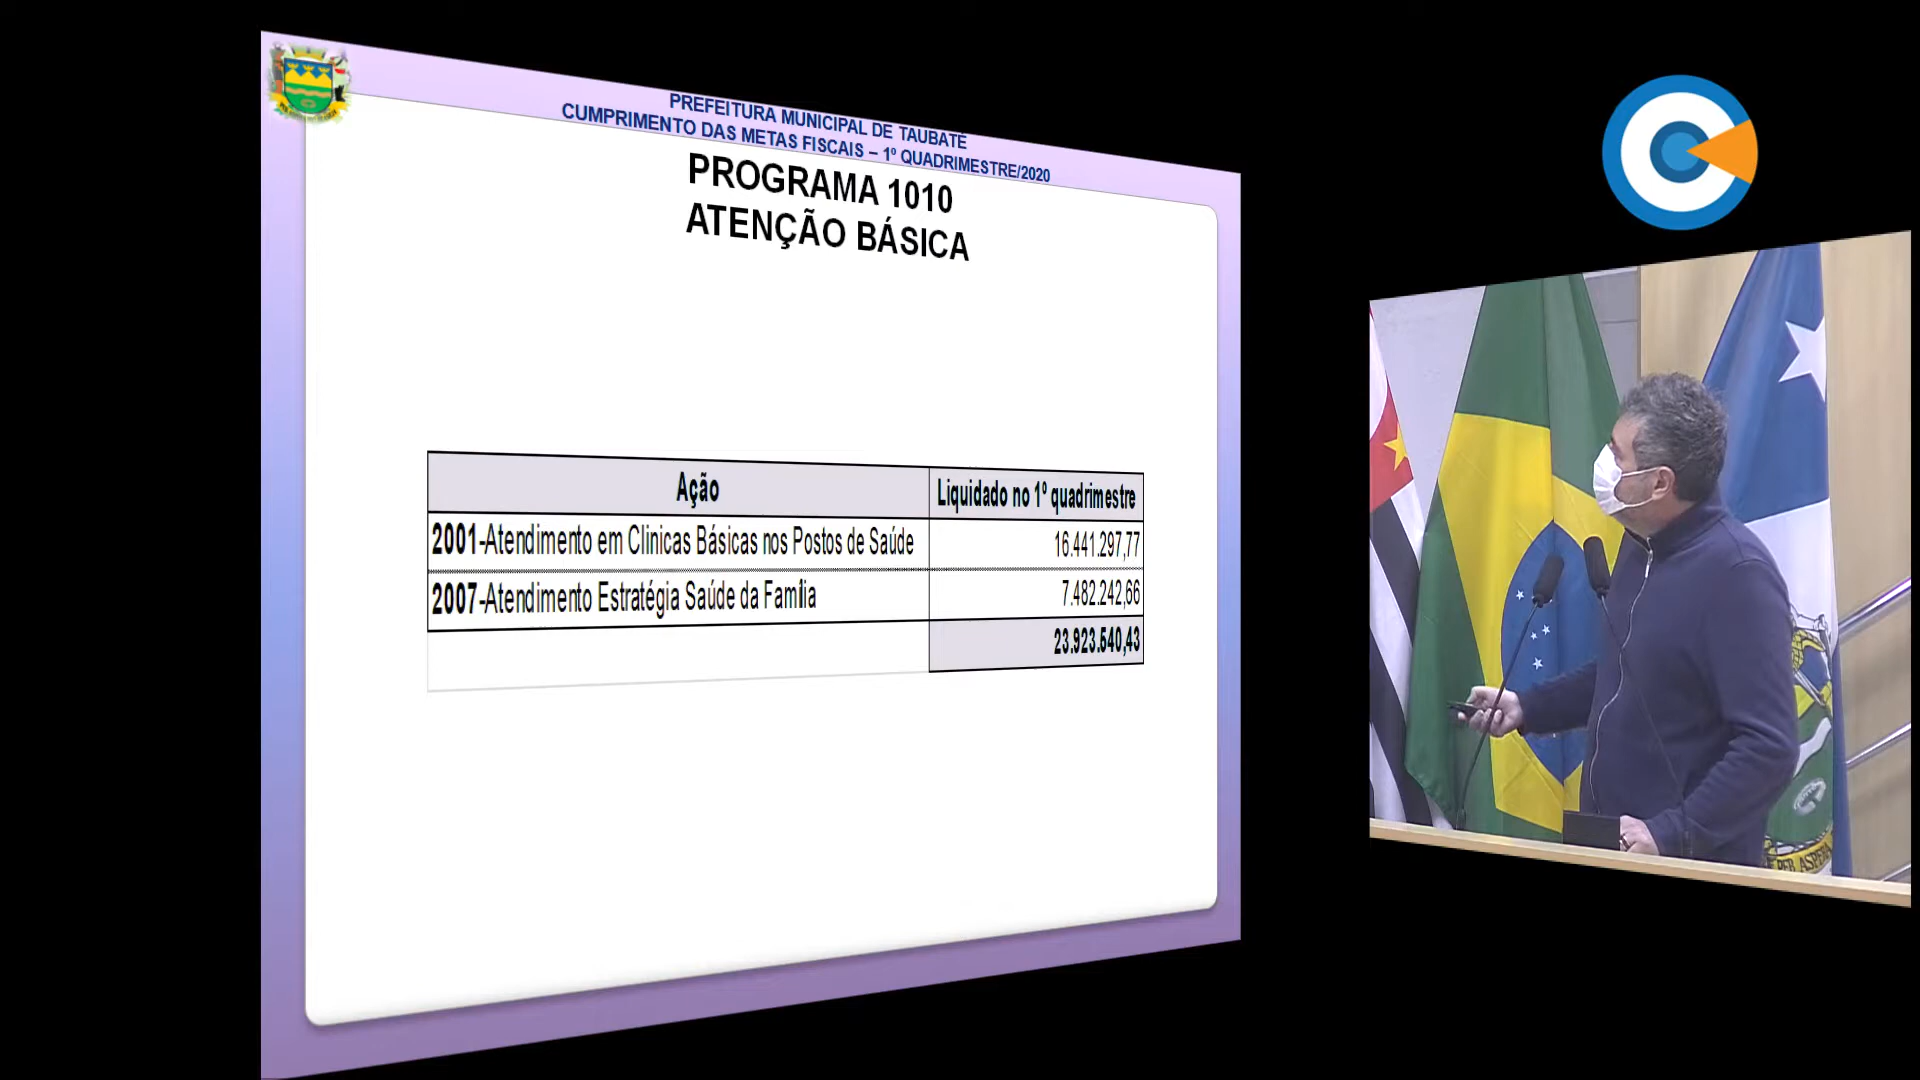 PREFEITURA MUNICIPAL DE TAUBATÉ
CUMPRIMENTO DAS METAS FISCAIS – 1º QUADRIMESTRE/2020
PROGRAMA 1010
ATENÇÃO BÁSICA
Ação
Liquidado no 1º quadrimestre
2001-Atendimento em Clinicas Básicas nos Postos de Saúde
16.441.297,77
2007-Atendimento Estratégia Saúde da Família
7.482.242,66
23.923.540,43
PER ASPERA